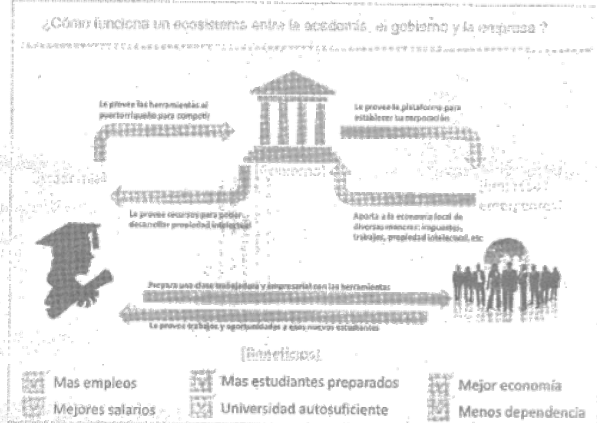 ¿Cómo funciona un ecosistema entre la academia, el gobierno y la empresa ?
Le provee las herramientas al
puertorriqueño para competir
Le provee la plataforma para
establecer su corporación
Le provee recursos para poder
desarrollar propiedad intelectual
Aporta a la economía local de
diversas maneras: impuestos,
trabajos, propiedad intelectual, etc
Prepara una clase trabajadora y empresarial con las herramientas
Le provee trabajos y oportunidades a esos nuevos estudiantes
[Beneficios]
Mas empleos
Mas estudiantes preparados
Mejor economía
Mejores salarios
Universidad autosuficiente
Menos dependencia